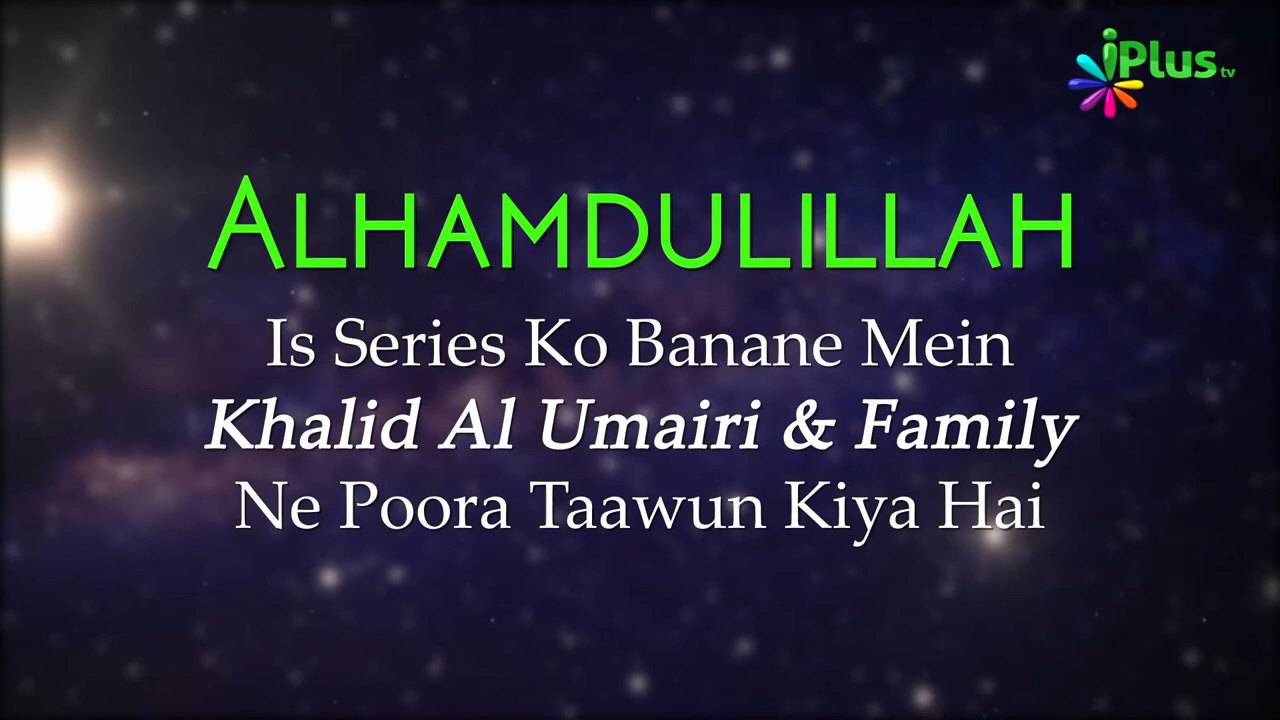 iPlus tv
ALHAMDULILLAH
Is Series Ko Banane Mein
Khalid Al Umairi & Family
Ne Poora Taawun Kiya Hai